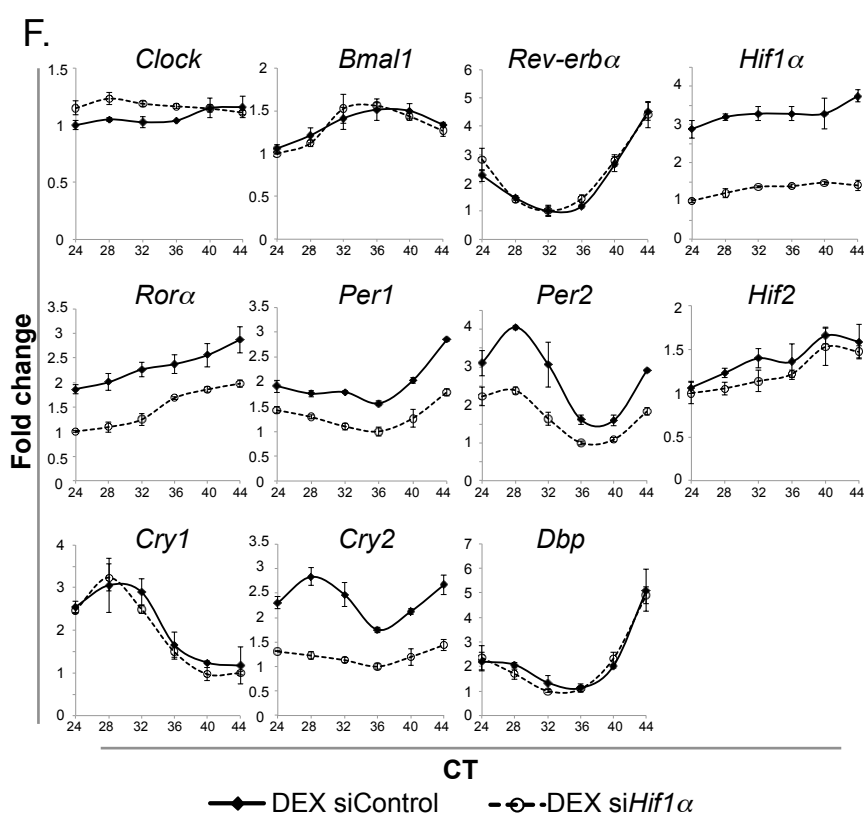 F.
Clock Bmal1 Rev-erbα Hif1α
1.5 2 6 4
5
1 1.5 4 3
1 3 2
0.5 0.5 2 1
1
0 0 0 0
24 28 32 36 40 44 24 28 32 36 40 44 24 28 32 36 40 44 24 28 32 36 40 44
Rorα Per1 Per2 Hif2
3.5 3.5 4 2
3 3
2.5 2.5 3 1.5
2 2 2 1
1.5 1.5
1 1 1 0.5
0.5 0.5
0 0 0 0
24 28 32 36 40 44 24 28 32 36 40 44 24 28 32 36 40 44 24 28 32 36 40 44
Fold change
Cry1 Cry2 Dbp
4 3.5 7
3 6
3 2.5 5
2 4
2 1.5 3
1 1 2
0.5 1
0 0 0
24 28 32 36 40 44 24 28 32 36 40 44 24 28 32 36 40 44
CT
DEX siControl DEX siHif1α